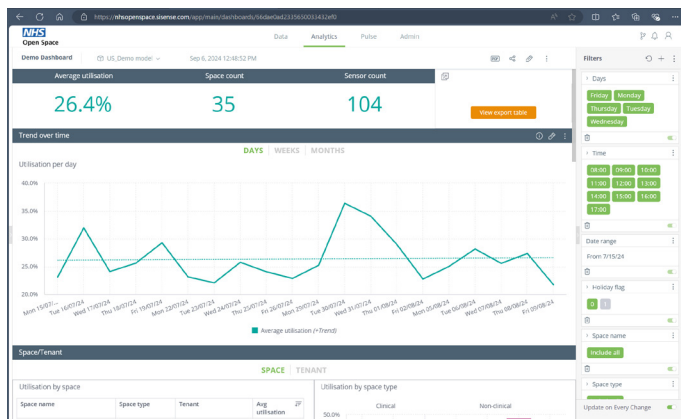 https://nhsopenspace.sisense.com/app/main/dashboards/66dae0ad2335630033432ef0
NHS
Open Space
Data Analytics Pulse Admin
Demo Dashboard US_Demo model Sep 6, 2024 12:48:52 PM
Average utilisation Space count Sensor count
26.4% 35 104
View export table
Trend over time
DAYS WEEKS MONTHS
Utilisation per day
40.0%
35.0%
30.0%
25.0%
20.0%
Mon 15/07/... Tue 16/07/24 Wed 17/07/24 Thu 18/07/24 Fri 19/07/24 Mon 22/07/24 Tue 23/07/24 Wed 24/07/24 Thu 25/07/24 Fri 26/07/24 Mon 29/07/24 Tue 30/07/24 Wed 31/07/24 Thu 01/08/24 Fri 02/08/24 Mon 05/08/24 Tue 06/08/24 Wed 07/08/24 Thu 08/08/24 Fri 09/08/24
Average utilisation (+Trend)
Space/Tenant
SPACE TENANT
Utilisation by space
Space name Space type Tenant Avg
utilisation
Utilisation by space type
Clinical Non-clinical
50.0%
Filters
Days
Friday Monday
Thursday Tuesday
Wednesday
Time
08:00 09:00 10:00
11:00 12:00 13:00
14:00 15:00 16:00
17:00
Date range
From 7/15/24
Holiday flag
0 1
Space name
Include all
Space type
Update on Every Change